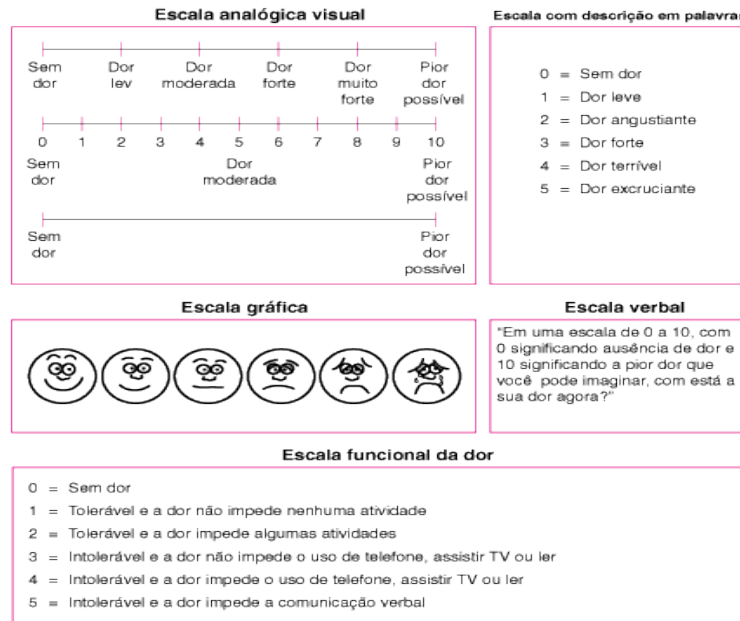 Escala analógica visual
Sem dor
Dor lev
Dor moderada
Dor forte
Dor muito forte
Pior dor possível
0 1 2 3 4 5 6 7 8 9 10
Sem dor
Dor moderada
Pior dor possível
Sem dor
Pior dor possível
Escala com descrição em palavra
0 = Sem dor
1 = Dor leve
2 = Dor angustiante
3 = Dor forte
4 = Dor terrível
5 = Dor excruciante
Escala gráfica
Escala verbal
"Em uma escala de 0 a 10, com
0 significando ausência de dor e
10 significando a pior dor que
você pode imaginar, com está a
sua dor agora?"
Escala funcional da dor
0 = Sem dor
1 = Tolerável e a dor não impede nenhuma atividade
2 = Tolerável e a dor impede algumas atividades
3 = Intolerável e a dor não impede o uso de telefone, assistir TV ou ler
4 = Intolerável e a dor impede o uso de telefone, assistir TV ou ler
5 = Intolerável e a dor impede a comunicação verbal